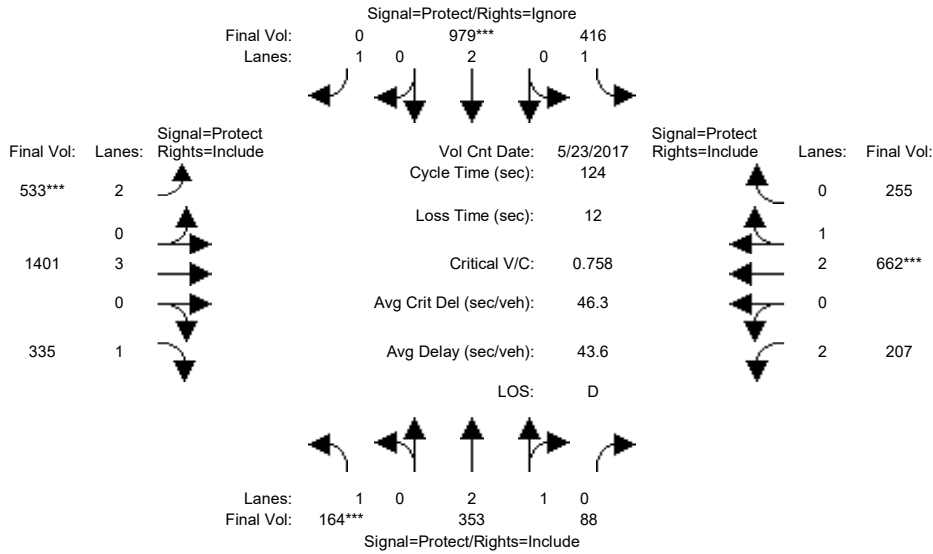 Signal=Protect/Rights=Ignore
Final Vol: 0 979*** 416
Lanes: 1 0 2 0 1
Signal=Protect
Final Vol: Lanes: Rights=Include
Vol Cnt Date: 5/23/2017
Signal=Protect
Rights=Include Lanes: Final Vol:
Cycle Time (sec): 124
533*** 2
0 255
Loss Time (sec): 12
0
1
1401 3
Critical V/C: 0.758
2 662***
0
Avg Crit Del (sec/veh): 46.3
0
335 1
Avg Delay (sec/veh): 43.6
2 207
LOS: D
Lanes: 1 0 2 1 0
Final Vol: 164*** 353 88
Signal=Protect/Rights=Include